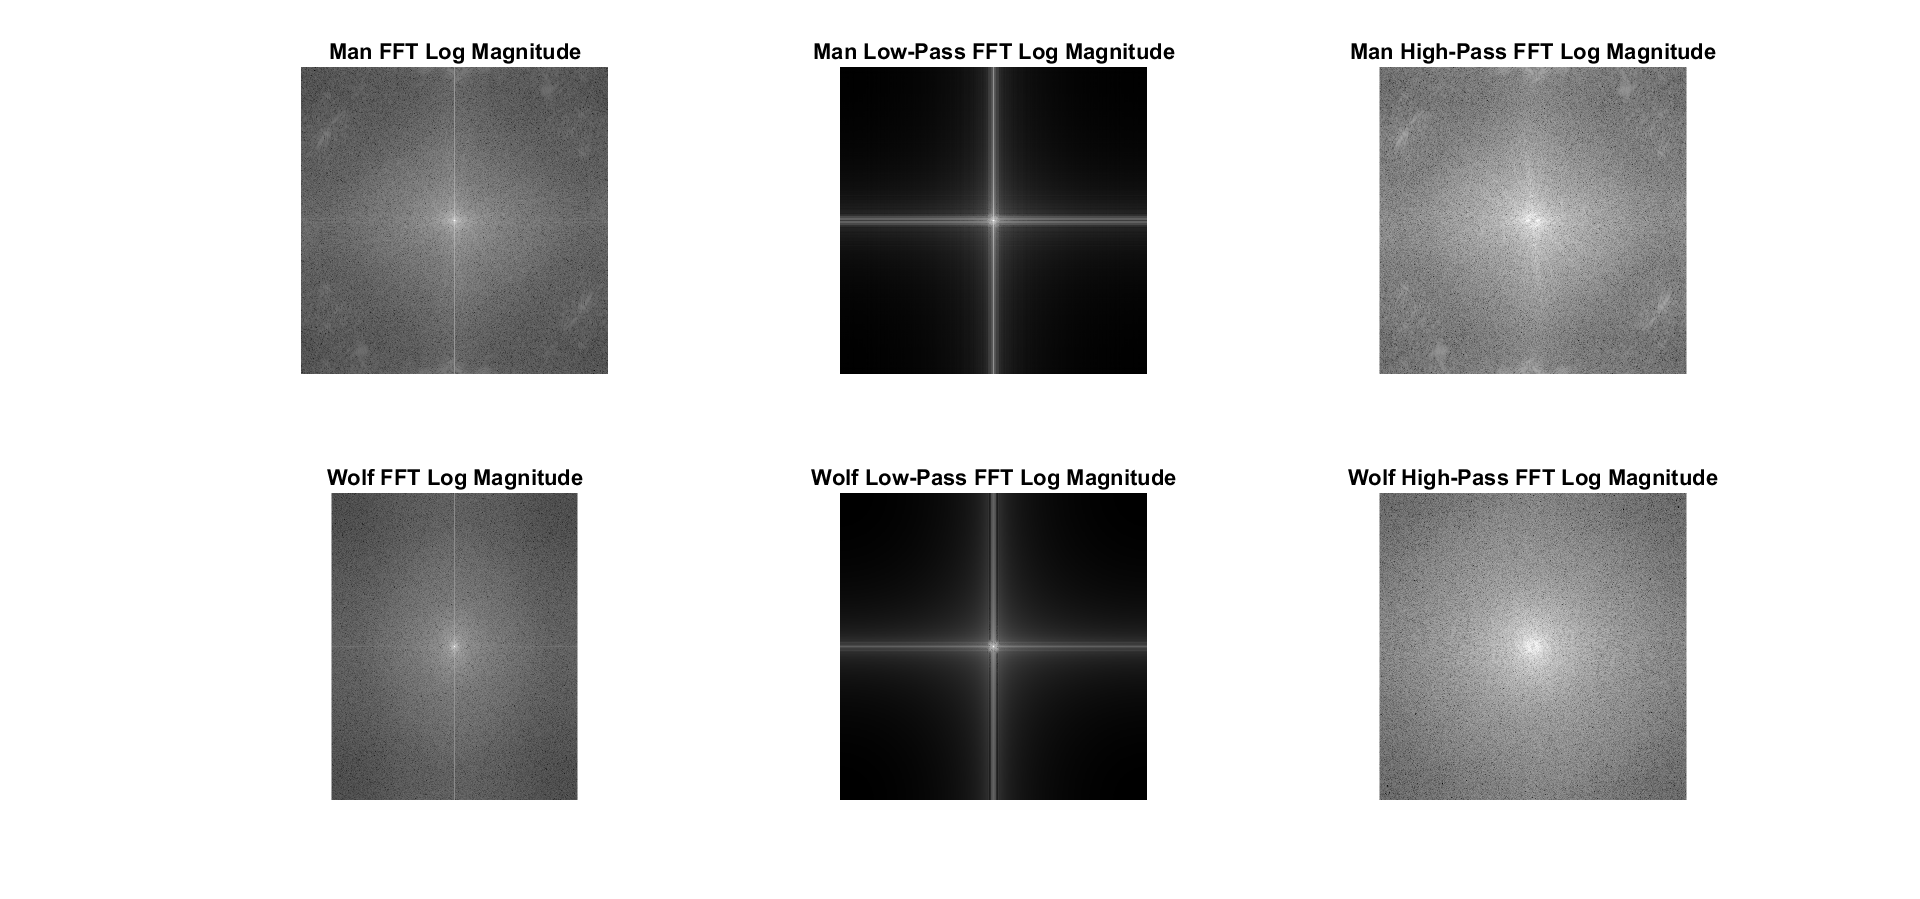 Man FFT Log Magnitude
Man Low-Pass FFT Log Magnitude
Man High-Pass FFT Log Magnitude
Wolf FFT Log Magnitude
Wolf Low-Pass FFT Log Magnitude
Wolf High-Pass FFT Log Magnitude